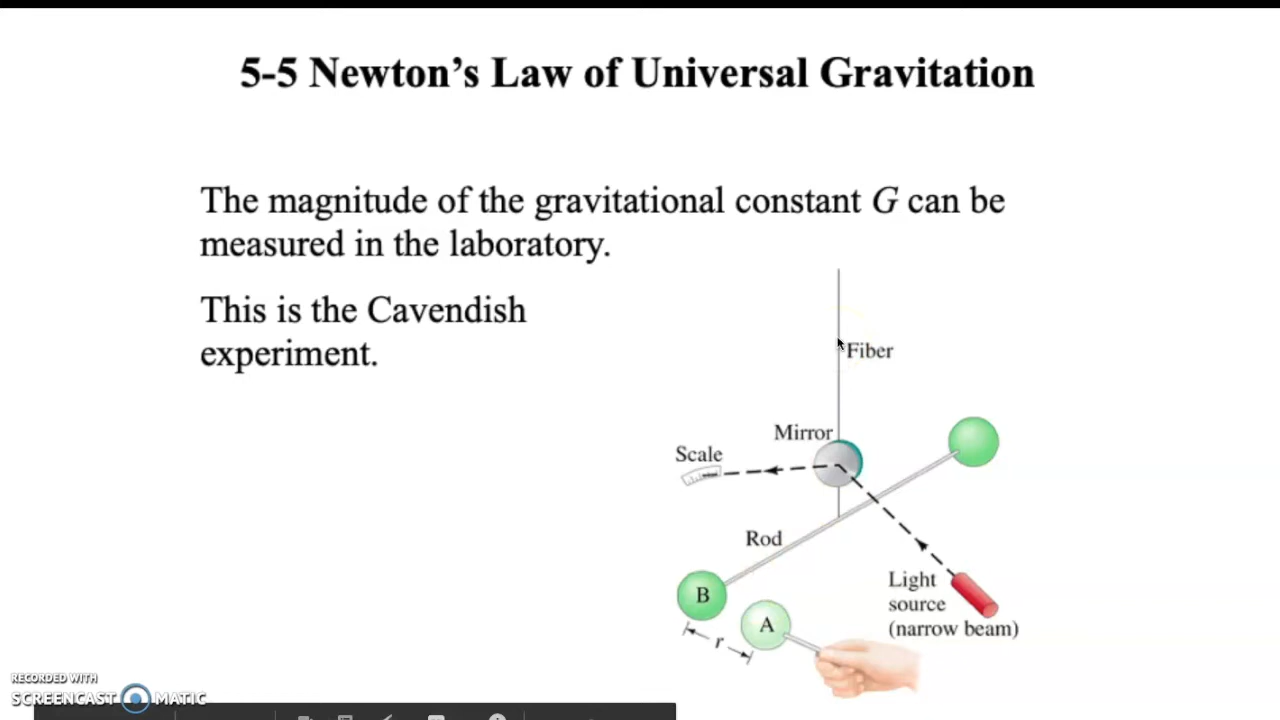 5-5 Newton's Law of Universal Gravitation
The magnitude of the gravitational constant G can be
measured in the laboratory.
This is the Cavendish
experiment.
Fiber
Mirror
Scale
Rod
B
A
r
Light
source
(narrow beam)
RECORDED WITH
SCREENCAST MATIC